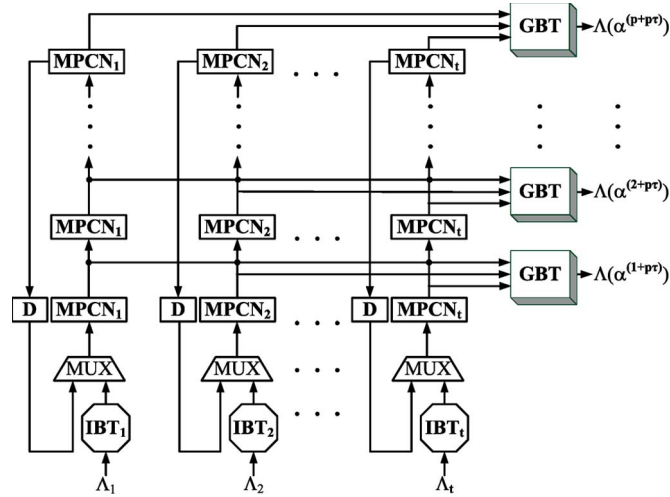 GBT Λ(α^(p+pτ))
MPCN₁ MPCN₂ . . . MPCNₜ
GBT Λ(α^(2+pτ))
MPCN₁ MPCN₂ . . . MPCNₜ
GBT Λ(α^(1+pτ))
D MPCN₁ D MPCN₂ . . . D MPCNₜ
MUX MUX . . . MUX
IBT₁ IBT₂ . . . IBTₜ
Λ₁ Λ₂ Λₜ